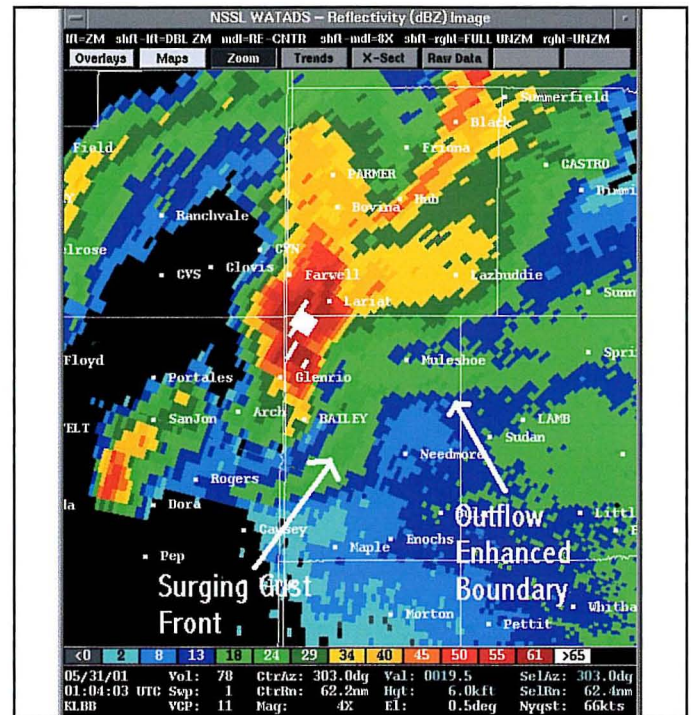 NSSL WATADS – Reflectivity (dBZ) Image
lft=ZM shft-lft=DBL ZM mdl=RE-CNTR shft-mdl=8X shft-rght=FULL UNZM rght=UNZM
Overlays Maps Zoom Trends X-Sect Raw Data
Summerfield
Black
Field
Friona
CASTRO
PARMER
Hub
Bovina
Ranchvale
elrose
CVS
Clovis
CVN
Farwell
Lazbuddie
Lariat
Sunn
Floyd
Muleshoe
Spri
Portales
Glenrio
Arch
SanJon
BAILEY
LAMB
Sudan
Needmore
Rogers
Dora
Causey
Pep
Maple
Enochs
Littl
Outflow
Enhanced
Boundary
Surging Gust
Front
Morton
Pettit
Whitha
<0 2 8 13 18 24 29 34 40 45 50 55 61 >65
05/31/01 Vol: 78 CtrAz: 303.0dg Val: 0019.5 SelAz: 303.0dg
01:04:03 UTC Swp: 1 CtrRn: 62.2nm Hgt: 6.0kft SelRn: 62.4nm
KLBB VCP: 11 Mag: 4X El: 0.5deg Nyqst: 66kts